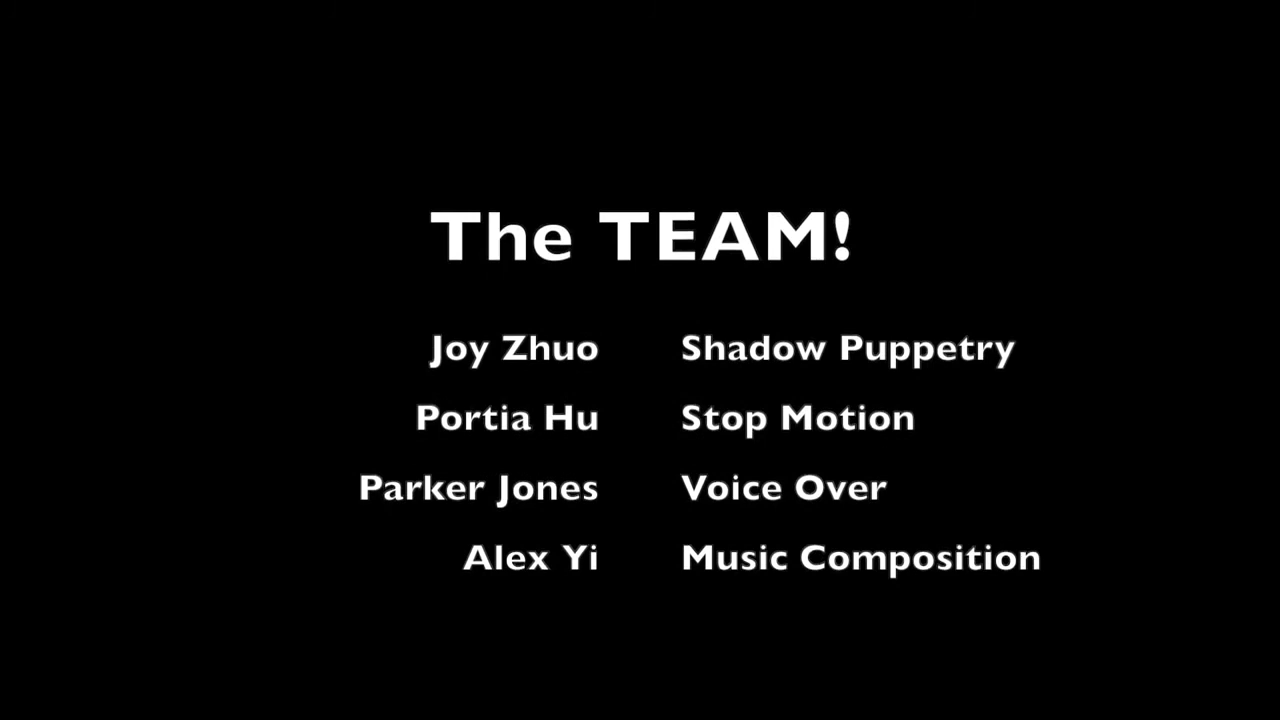 The TEAM!
Joy Zhuo Shadow Puppetry
Portia Hu Stop Motion
Parker Jones Voice Over
Alex Yi Music Composition